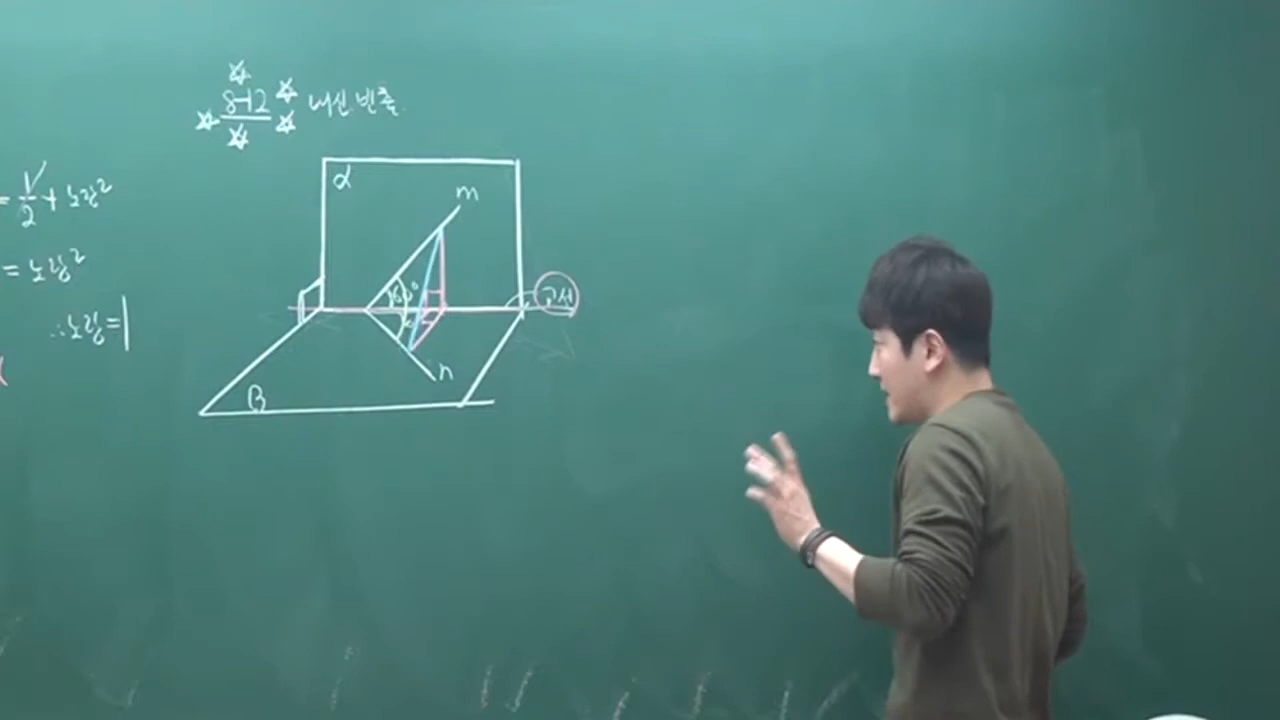 8-12 내신 빈출.
= 1/2 + 노랑²
= 노랑²
∴ 노랑 = 1
α
m
60°
교선
n
β